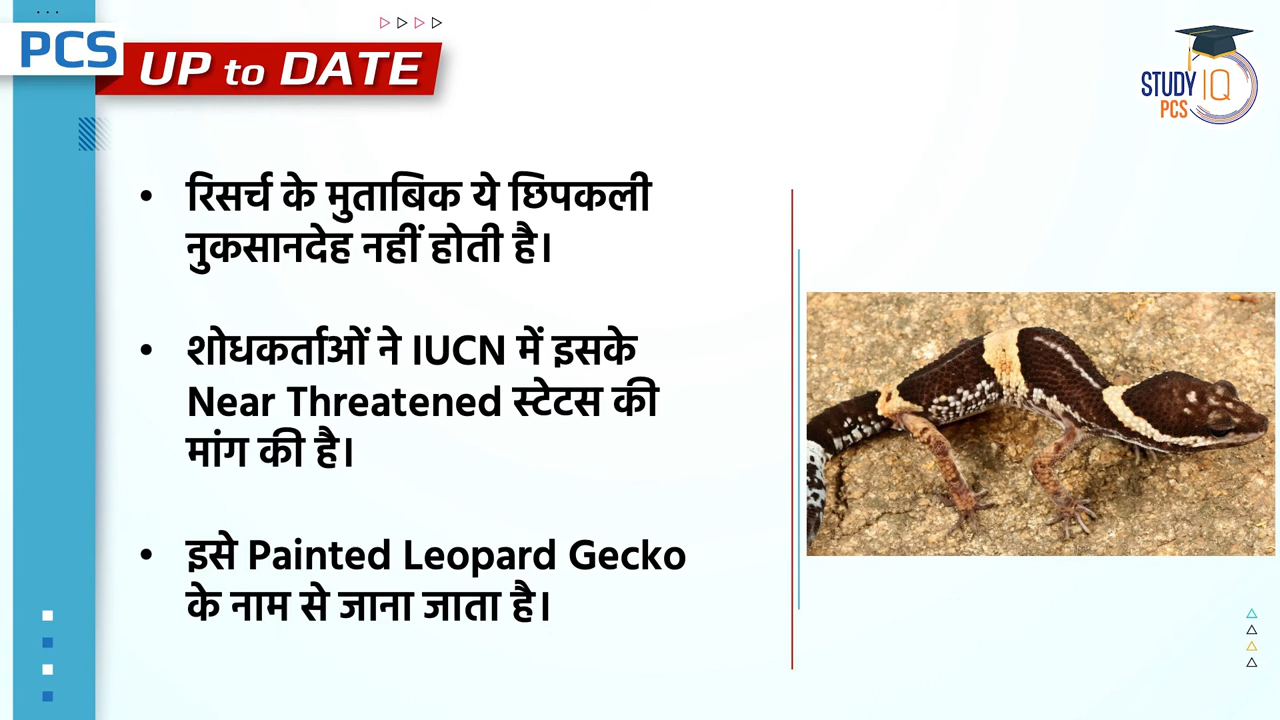 PCS
UP to DATE
STUDY IQ
PCS
• रिसर्च के मुताबिक ये छिपकली
नुकसानदेह नहीं होती है।
• शोधकर्ताओं ने IUCN में इसके
Near Threatened स्टेटस की
मांग की है।
• इसे Painted Leopard Gecko
के नाम से जाना जाता है।